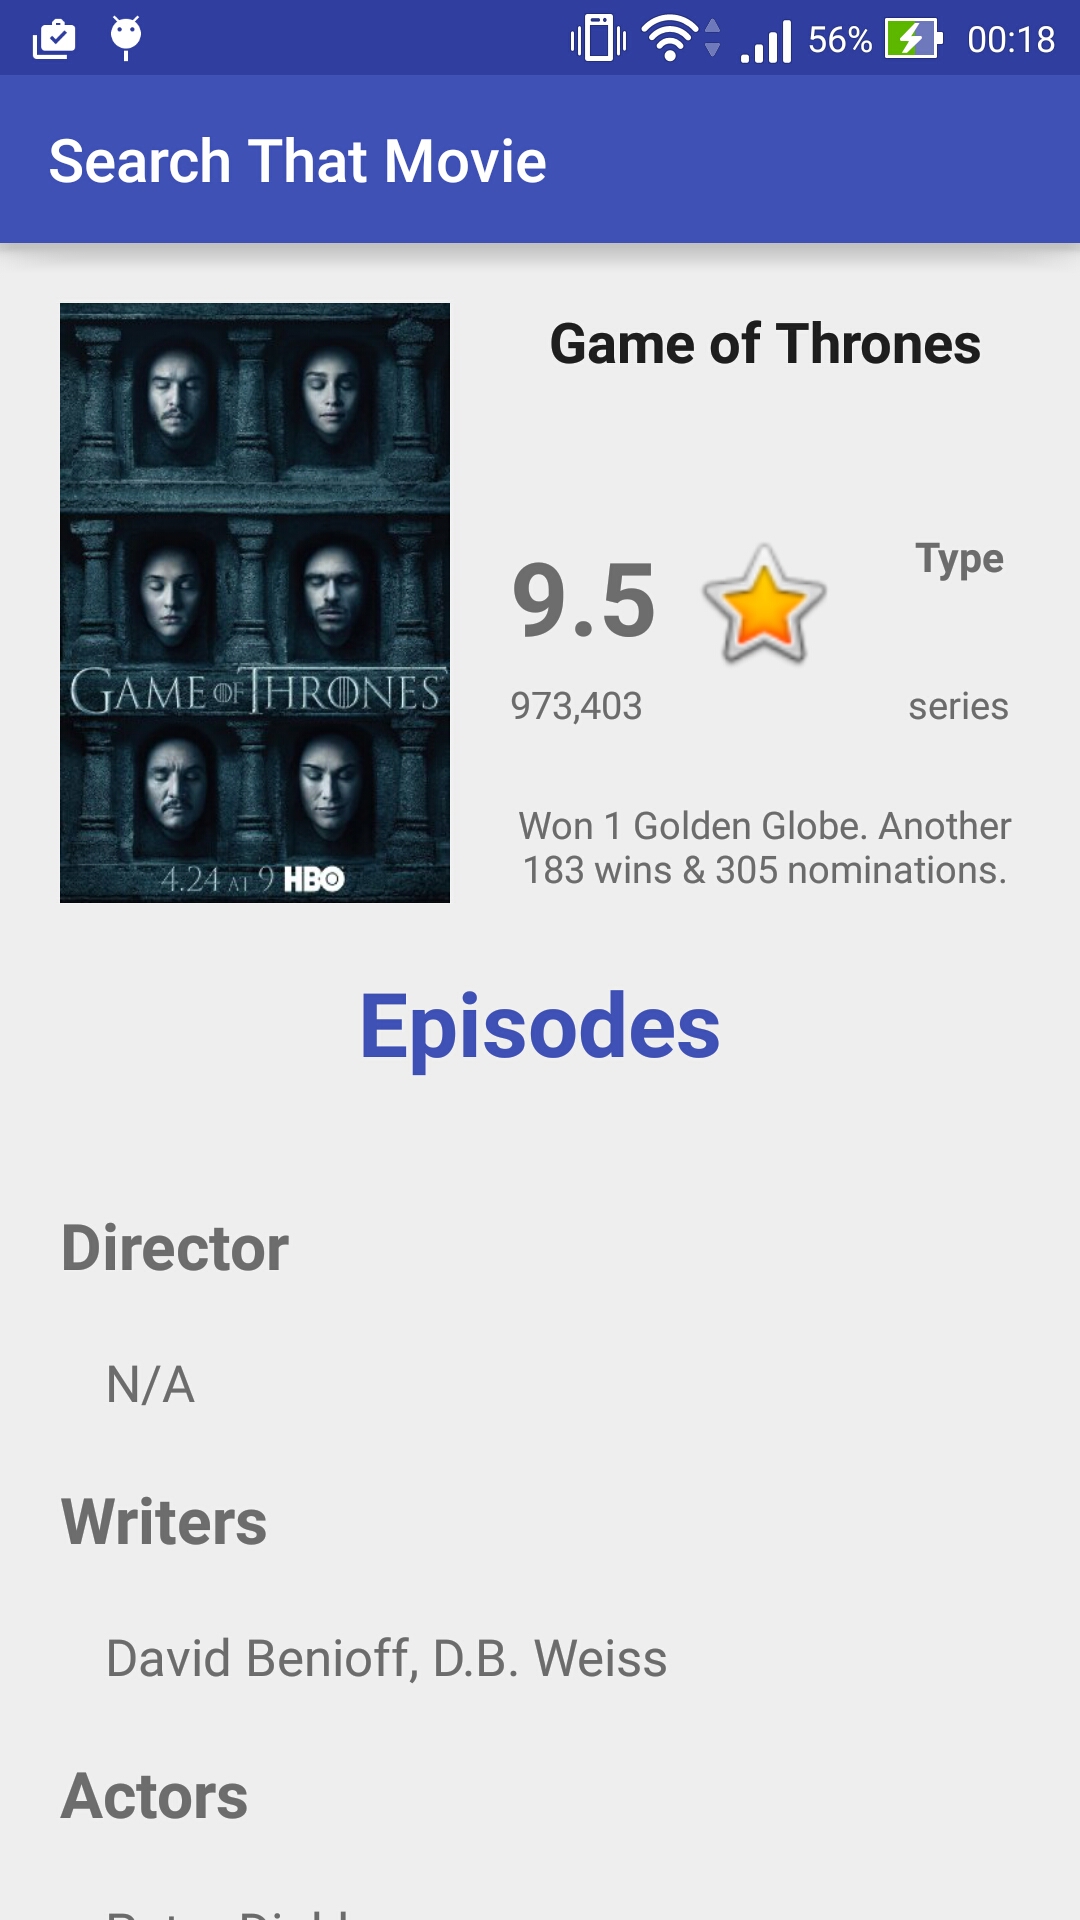 56% 00:18
Search That Movie
GAME OF THRONES
4.24 AT 9 HBO
Game of Thrones
9.5
Type
973,403
series
Won 1 Golden Globe. Another
183 wins & 305 nominations.
Episodes
Director
N/A
Writers
David Benioff, D.B. Weiss
Actors